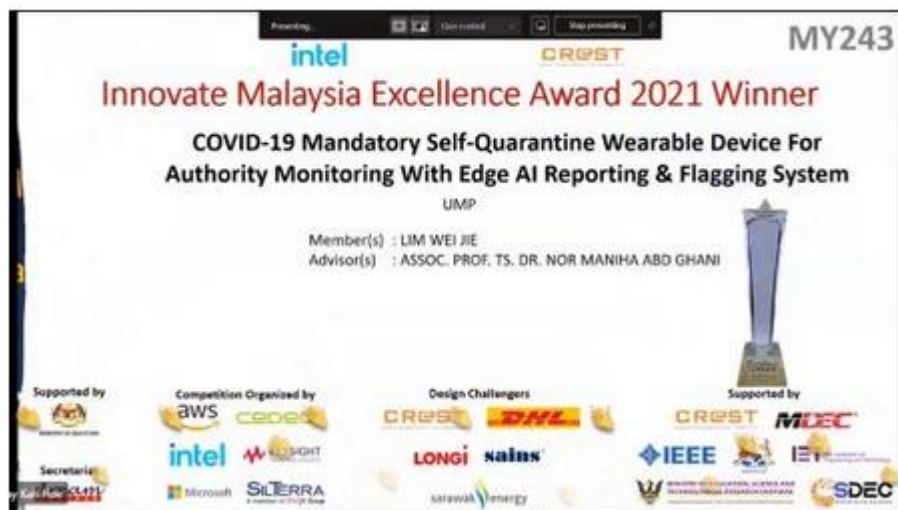 Presenting...
Stop presenting
MY243
intel
CREST
Innovate Malaysia Excellence Award 2021 Winner
COVID-19 Mandatory Self-Quarantine Wearable Device For
Authority Monitoring With Edge AI Reporting & Flagging System
UMP
Member(s) : LIM WEI JIE
Advisor(s) : ASSOC. PROF. TS. DR. NOR MANIHA ABD GHANI
Supported by
Competition Organized by
Design Challengers
Supported by
aws
CREST
DHL
CREST
MDEC
intel
LONGi
sains
IEEE
Secretariat
Microsoft
SILTERRA
sarawak energy
SDEC